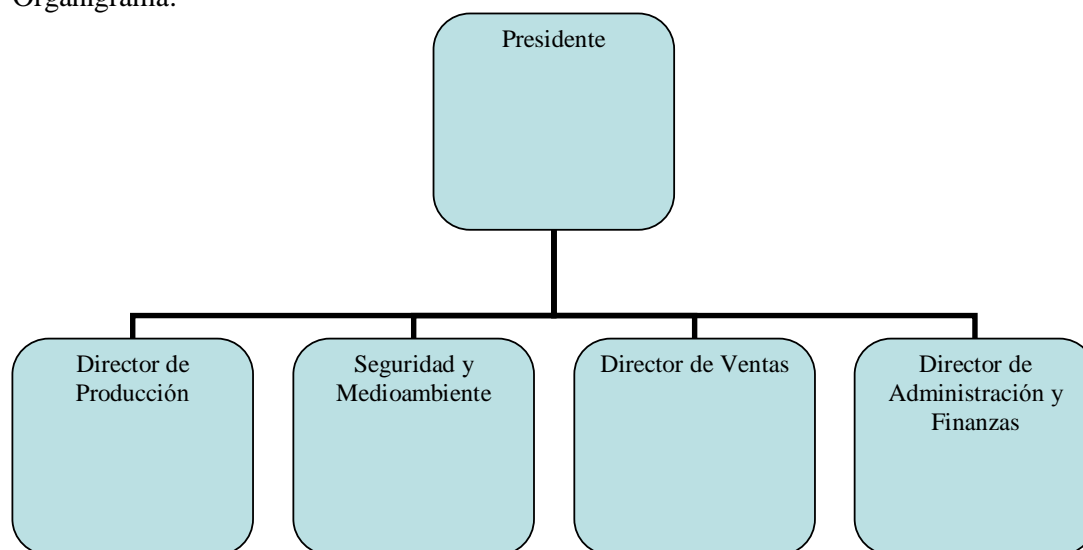 Organigrama:
Presidente
Director de
Producción
Seguridad y
Medioambiente
Director de Ventas
Director de
Administración y
Finanzas